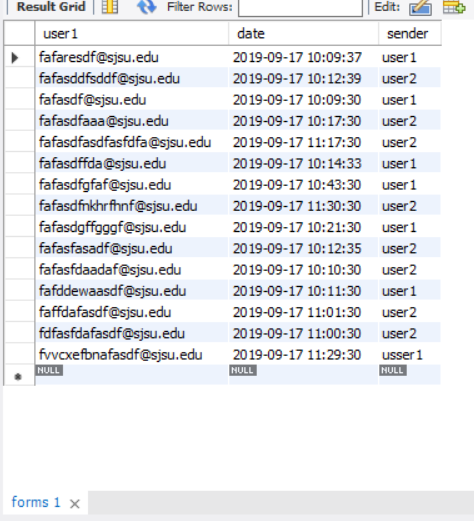 Result Grid Filter Rows: Edit:
user1 date sender
fafaresdf@sjsu.edu 2019-09-17 10:09:37 user1
fafasddfsddf@sjsu.edu 2019-09-17 10:12:39 user2
fafasdf@sjsu.edu 2019-09-17 10:09:30 user1
fafasdfaaa@sjsu.edu 2019-09-17 10:17:30 user2
fafasdfasdfasfdfa@sjsu.edu 2019-09-17 11:17:30 user2
fafasdffda@sjsu.edu 2019-09-17 10:14:33 user1
fafasdfgfaf@sjsu.edu 2019-09-17 10:43:30 user1
fafasdfnkhrfhnf@sjsu.edu 2019-09-17 11:30:30 user2
fafasdgffgggf@sjsu.edu 2019-09-17 10:21:30 user1
fafasfasadf@sjsu.edu 2019-09-17 10:12:35 user2
fafasfdaadaf@sjsu.edu 2019-09-17 10:10:30 user2
fafddewaasdf@sjsu.edu 2019-09-17 10:11:30 user1
faffdafasdf@sjsu.edu 2019-09-17 11:01:30 user2
fdfasfdafasdf@sjsu.edu 2019-09-17 11:00:30 user2
fvvcxefbnafasdf@sjsu.edu 2019-09-17 11:29:30 usser1
NULL NULL NULL
forms 1